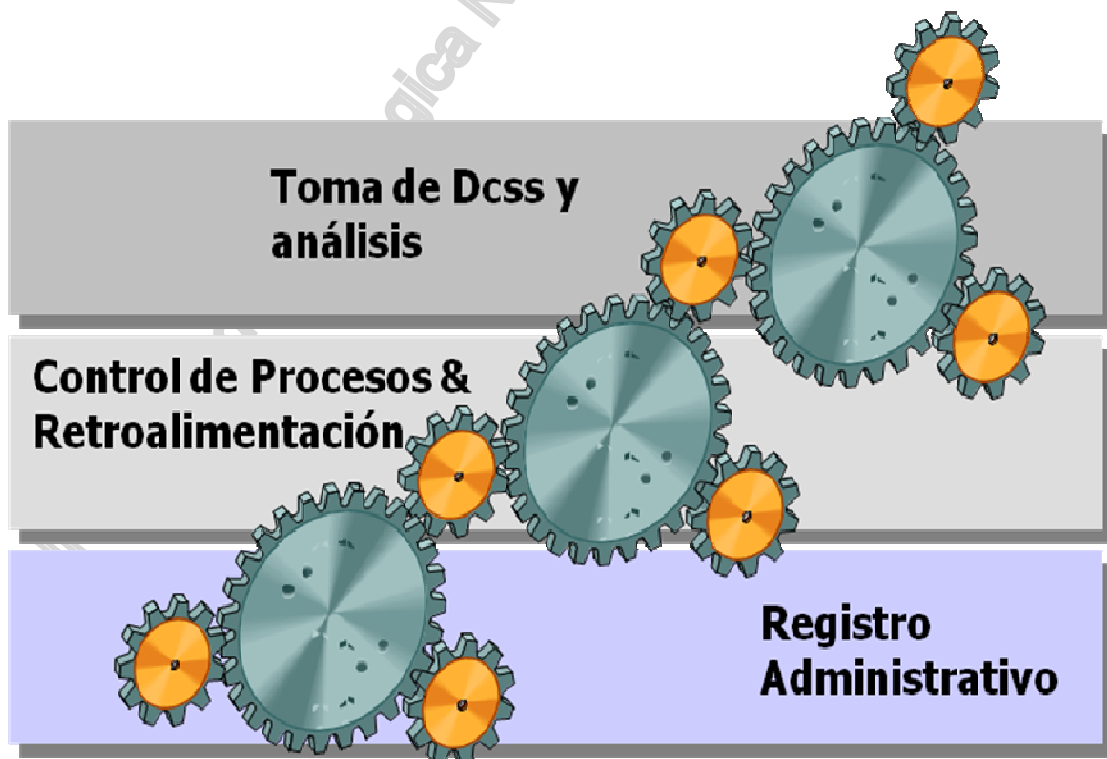 Toma de Dcss y
análisis
Control de Procesos &
Retroalimentación
Registro
Administrativo